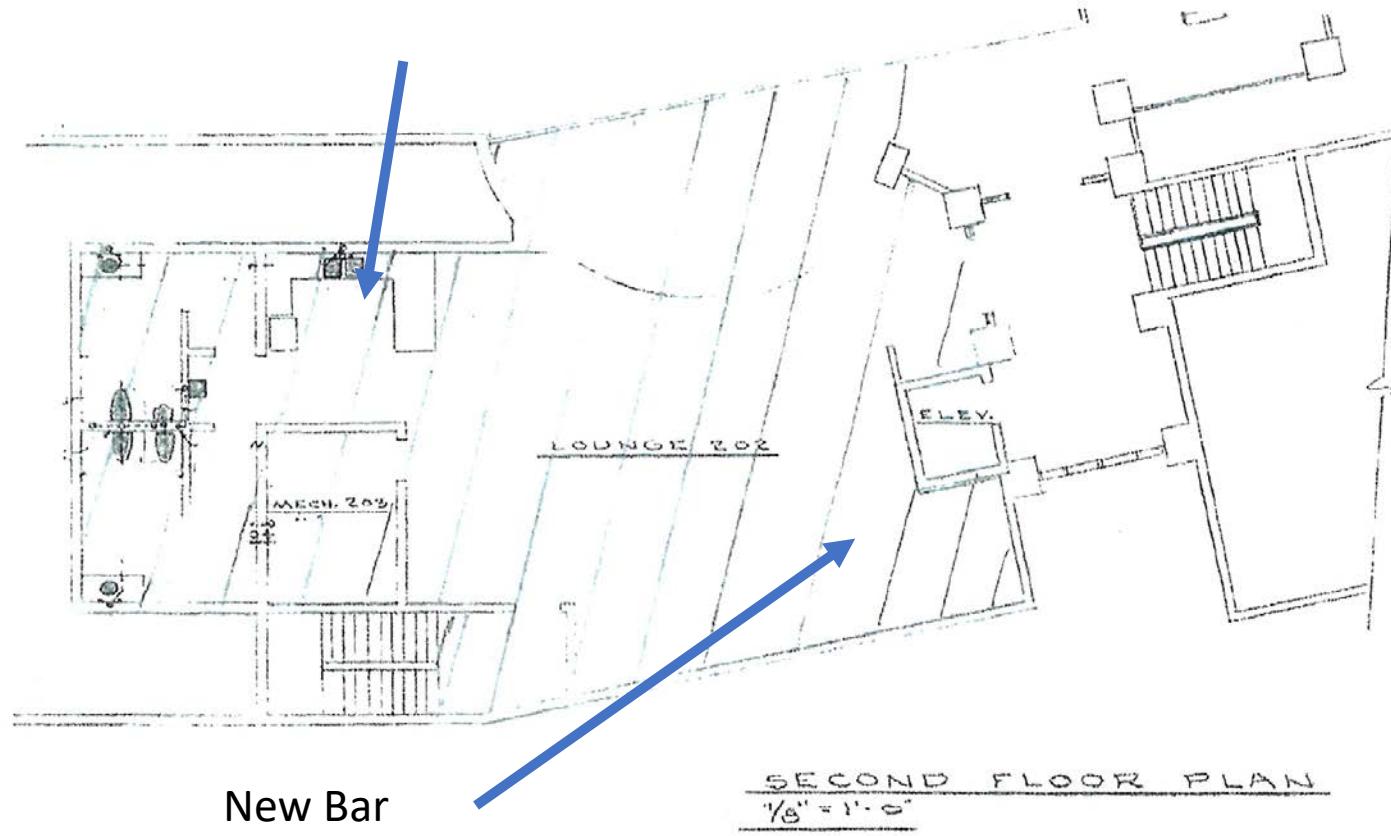 ELEV.
LOUNGE 202
MECH. 203
New Bar
SECOND FLOOR PLAN
1/8" = 1'-0"